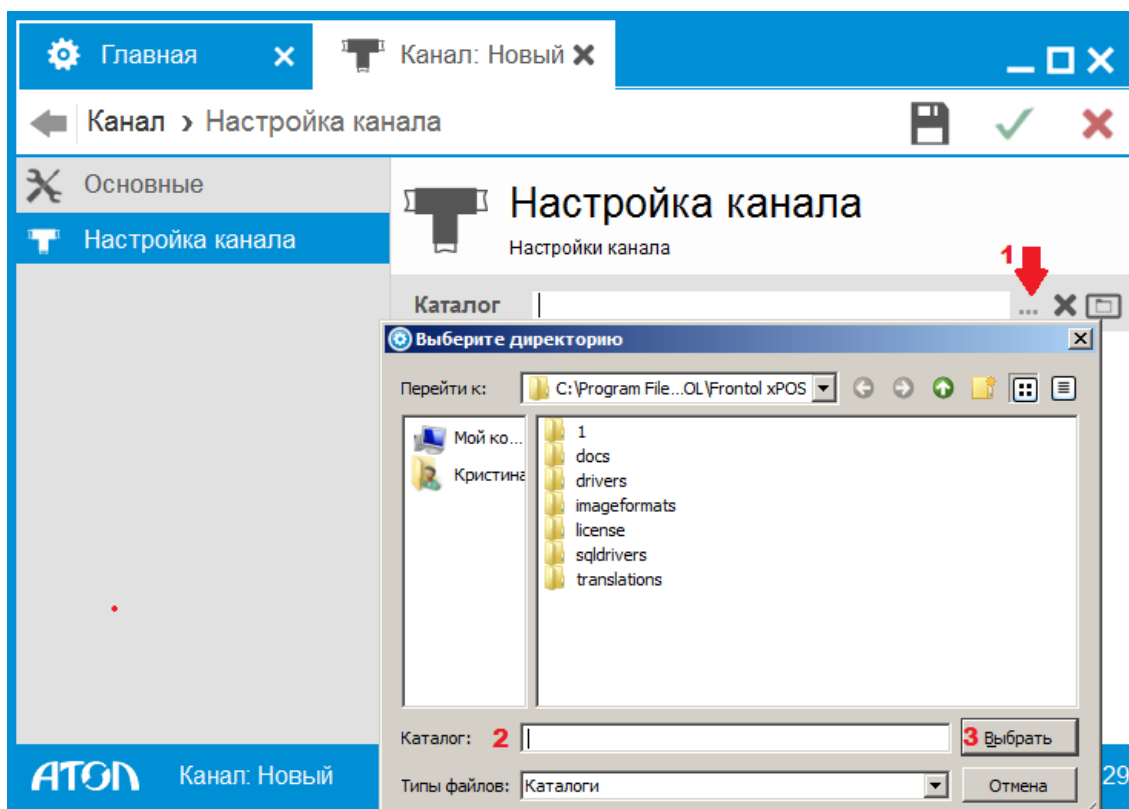 Главная
Канал: Новый
Канал › Настройка канала
Основные
Настройка канала
Настройка канала
Настройки канала
1
Каталог
...
Выберите директорию
Перейти к:
C:\Program File...OL\Frontol xPOS
Мой ко...
Кристина
1
docs
drivers
imageformats
license
sqldrivers
translations
Каталог:
2
3
Выбрать
Типы файлов:
Каталоги
Отмена
АТОЛ
Канал: Новый
29